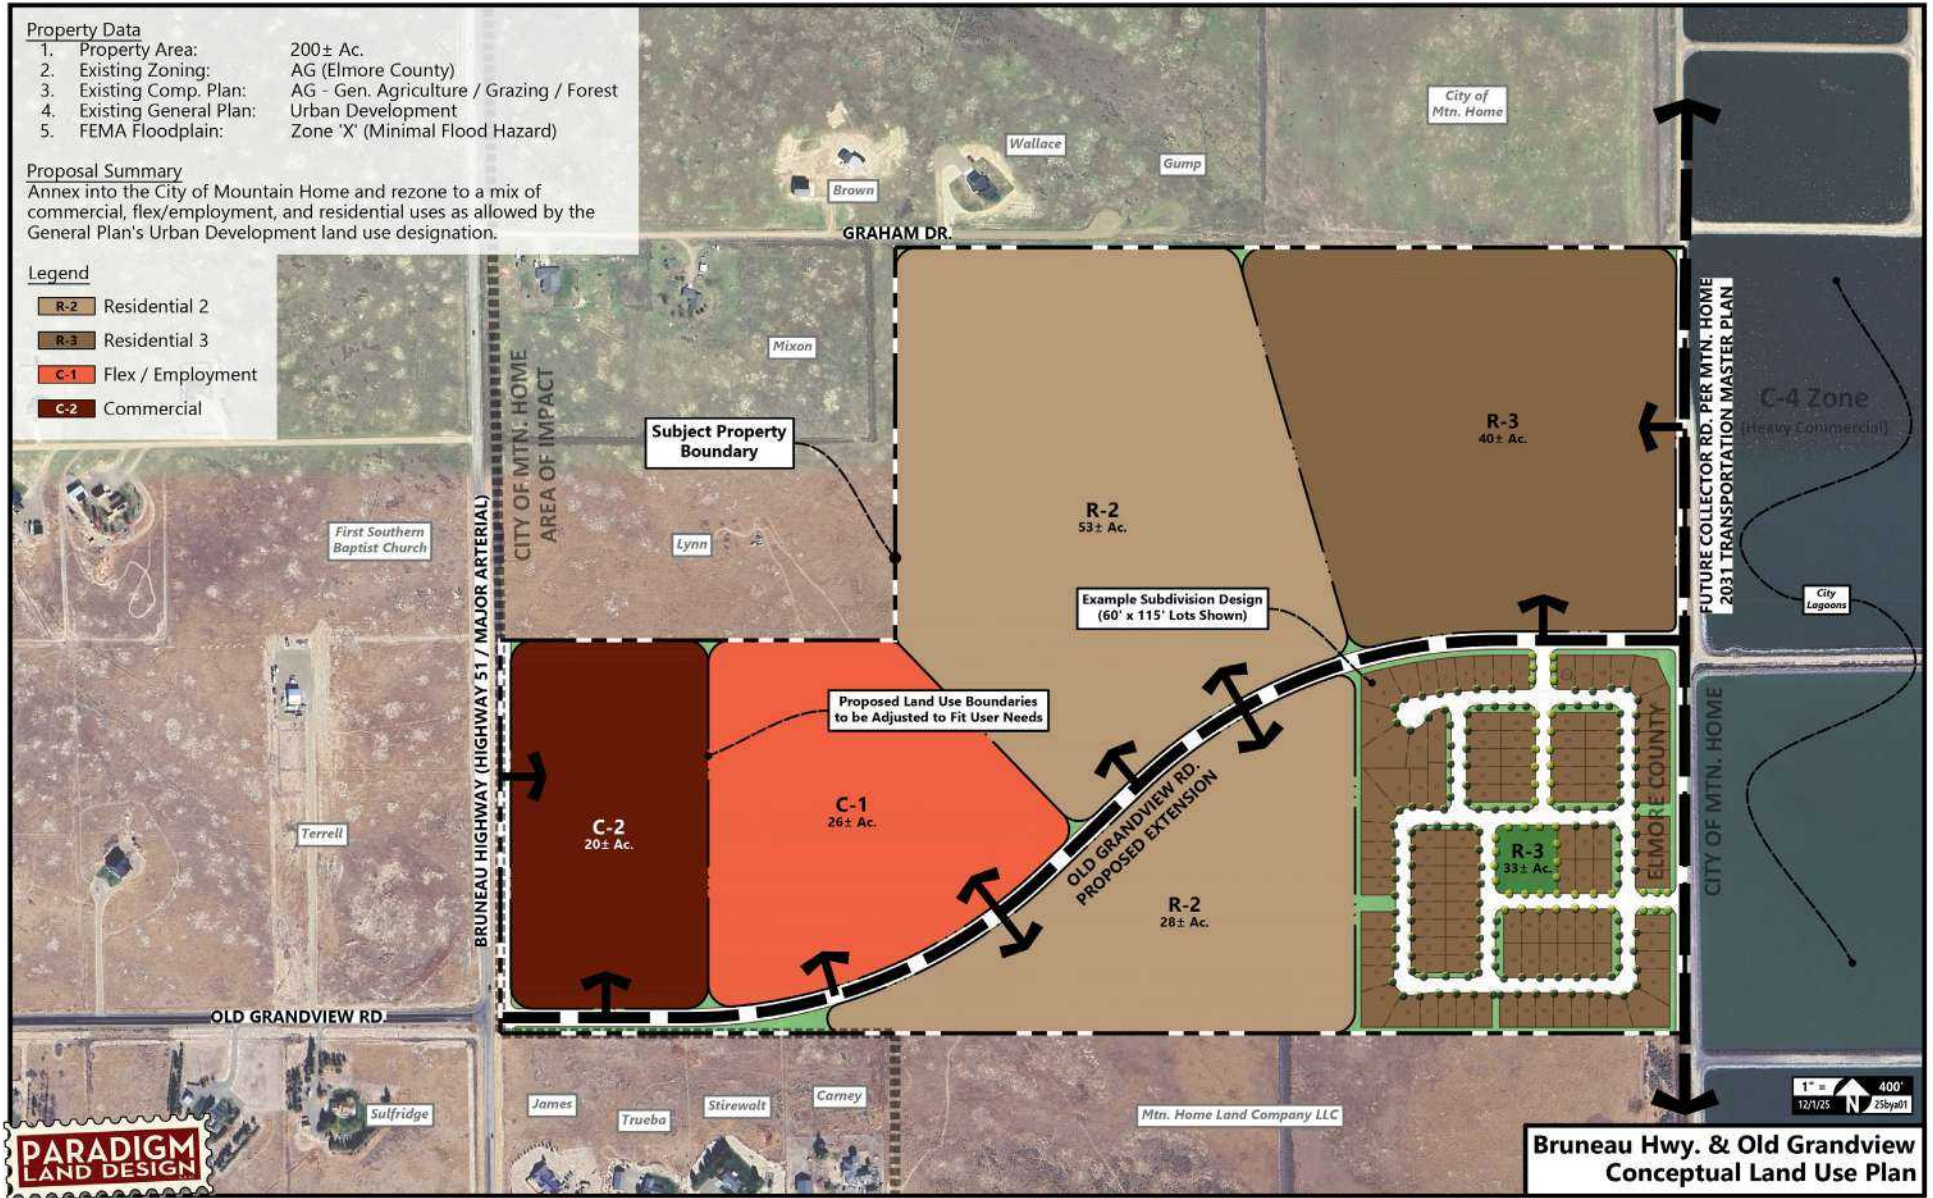 Property Data
1. Property Area: 200± Ac.
2. Existing Zoning: AG (Elmore County)
3. Existing Comp. Plan: AG - Gen. Agriculture / Grazing / Forest
4. Existing General Plan: Urban Development
5. FEMA Floodplain: Zone 'X' (Minimal Flood Hazard)
Proposal Summary
Annex into the City of Mountain Home and rezone to a mix of
commercial, flex/employment, and residential uses as allowed by the
General Plan's Urban Development land use designation.
Legend
R-2 Residential 2
R-3 Residential 3
C-1 Flex / Employment
C-2 Commercial
City of
Mtn. Home
Wallace
Gump
Brown
GRAHAM DR.
Mixon
CITY OF MTN. HOME
AREA OF IMPACT
Subject Property
Boundary
First Southern
Baptist Church
Lynn
BRUNEAU HIGHWAY (HIGHWAY 51 / MAJOR ARTERIAL)
R-2
53± Ac.
R-3
40± Ac.
FUTURE COLLECTOR RD. PER MTN. HOME
2031 TRANSPORTATION MASTER PLAN
C-4 Zone
(Heavy Commercial)
City
Lagoons
Example Subdivision Design
(60' x 115' Lots Shown)
Proposed Land Use Boundaries
to be Adjusted to Fit User Needs
C-2
20± Ac.
C-1
26± Ac.
OLD GRANDVIEW RD.
PROPOSED EXTENSION
R-2
28± Ac.
R-3
33± Ac.
ELMORE COUNTY
CITY OF MTN. HOME
Terrell
OLD GRANDVIEW RD.
Sulfridge
James
Trueba
Stirewalt
Carney
Mtn. Home Land Company LLC
1" = 400'
12/1/25 N 25bya01
PARADIGM
LAND DESIGN
Bruneau Hwy. & Old Grandview
Conceptual Land Use Plan